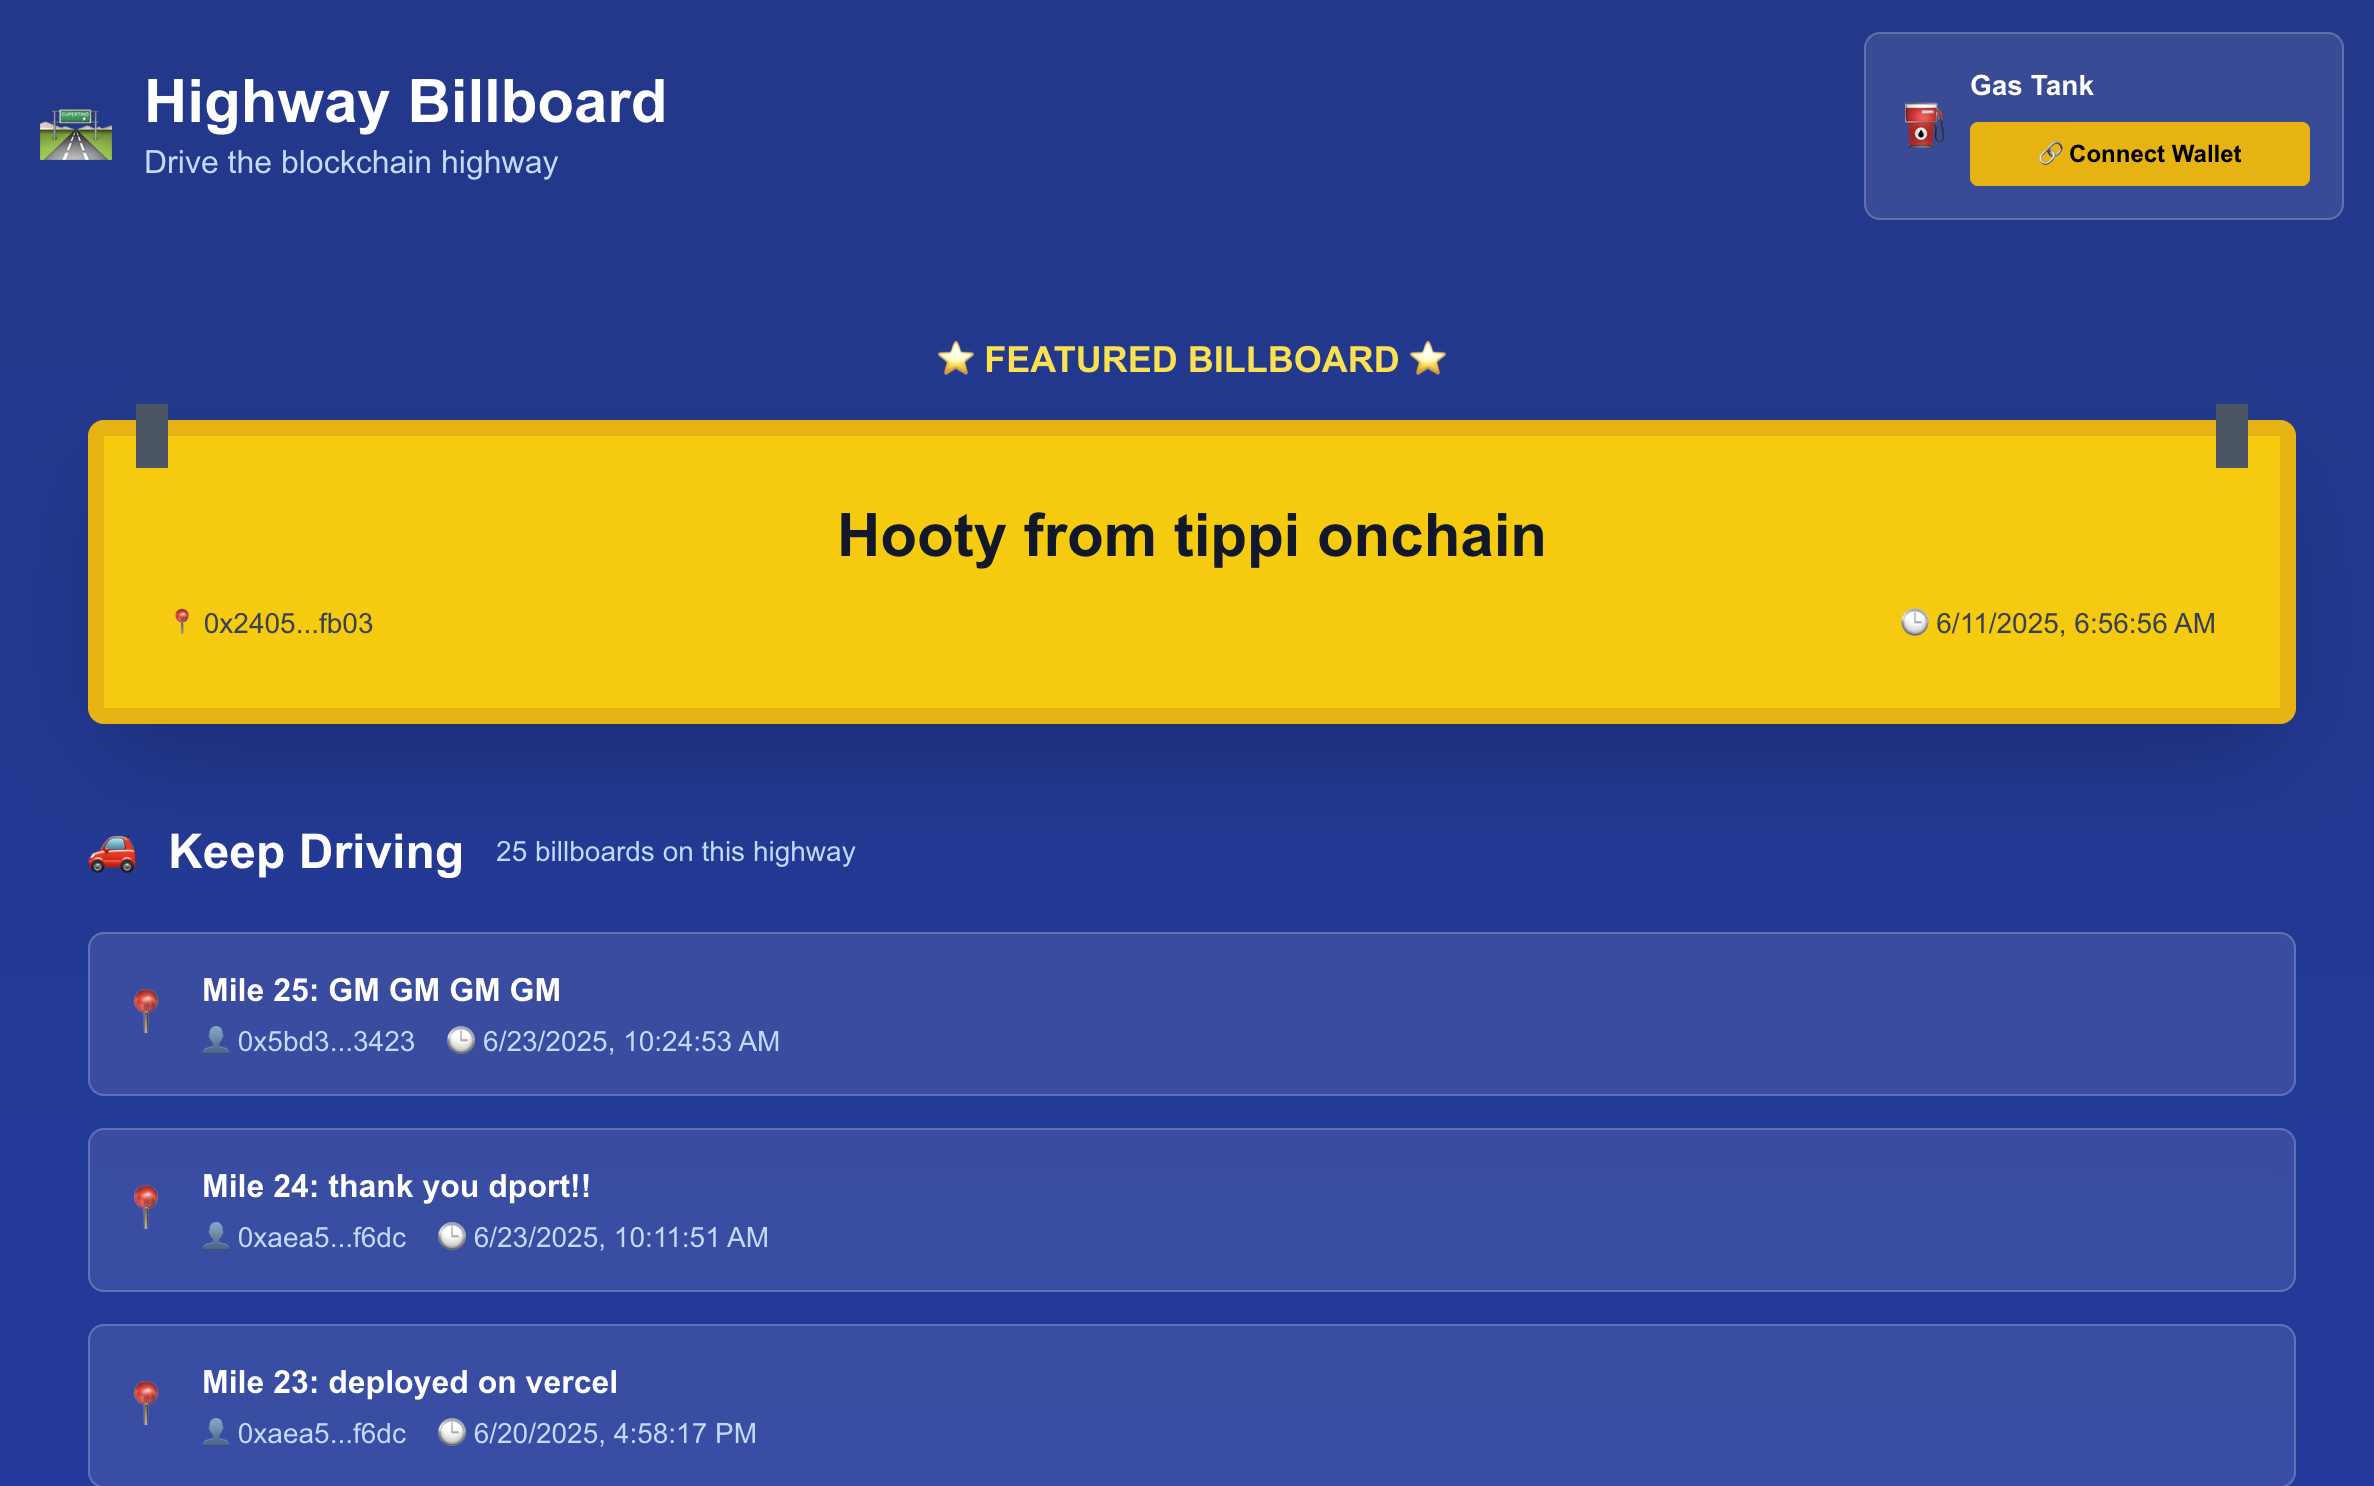 Highway Billboard
Drive the blockchain highway
Gas Tank
🔗 Connect Wallet
⭐ FEATURED BILLBOARD ⭐
Hooty from tippi onchain
📍 0x2405...fb03
🕒 6/11/2025, 6:56:56 AM
Keep Driving
25 billboards on this highway
Mile 25: GM GM GM GM
👤 0x5bd3...3423 🕒 6/23/2025, 10:24:53 AM
Mile 24: thank you dport!!
👤 0xaea5...f6dc 🕒 6/23/2025, 10:11:51 AM
Mile 23: deployed on vercel
👤 0xaea5...f6dc 🕒 6/20/2025, 4:58:17 PM